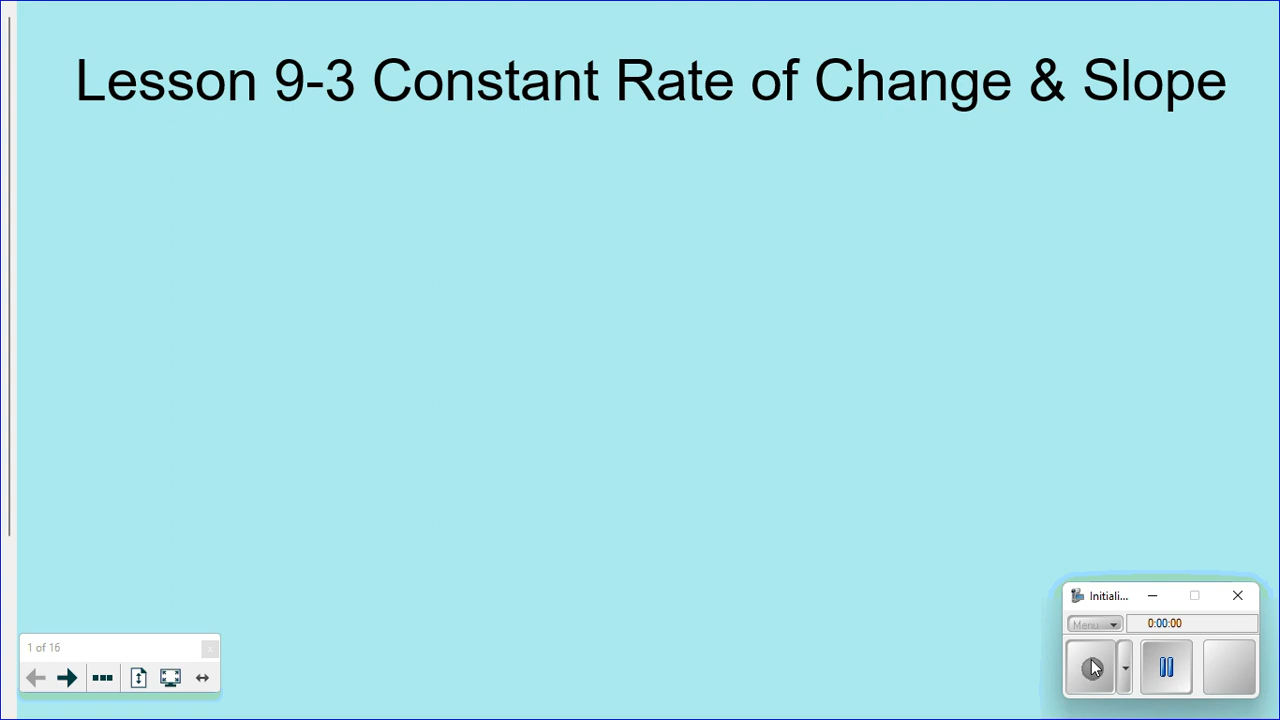 Lesson 9-3 Constant Rate of Change & Slope
Initiali...
Menu
0:00:00
1 of 16